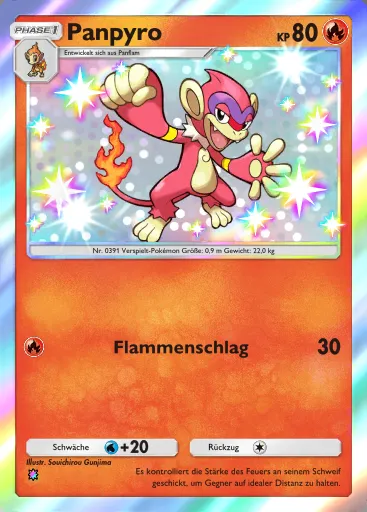 PHASE 1
Panpyro
KP 80
Entwickelt sich aus Panflam
Nr. 0391 Verspielt-Pokémon Größe: 0,9 m Gewicht: 22,0 kg
Flammenschlag 30
Schwäche +20
Rückzug
Illustr. Souichirou Gunjima
Es kontrolliert die Stärke des Feuers an seinem Schweif
geschickt, um Gegner auf idealer Distanz zu halten.